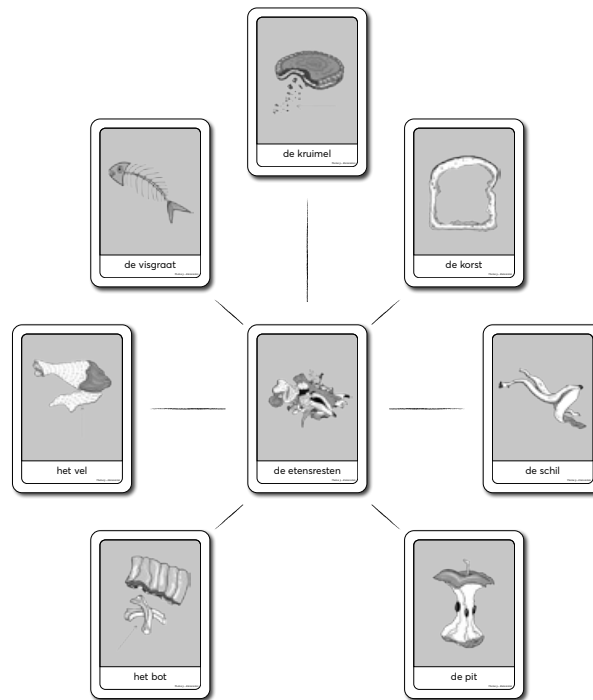 de kruimel
de visgraat
de korst
het vel
de etensresten
de schil
het bot
de pit